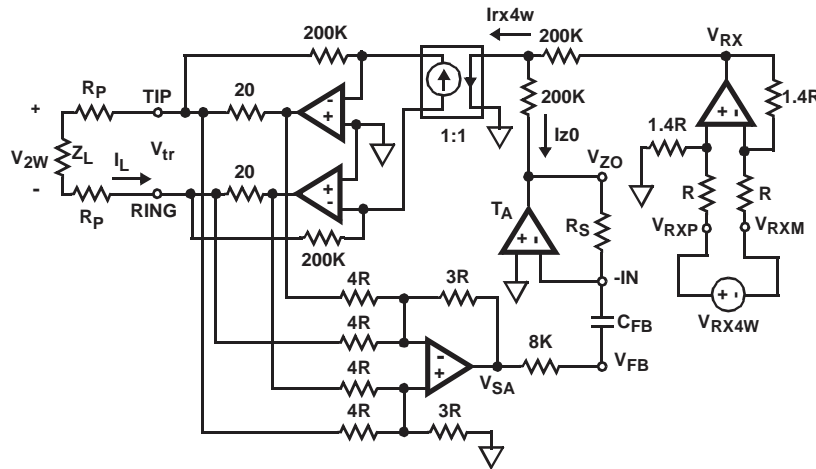 Irx4w
200K
200K
VRX
RP
TIP
20
200K
1.4R
+
V2W
-
ZL
Vtr
IL
-
+
1:1
Iz0
1.4R
+ -
VZO
R
R
RP
RING
20
+
-
TA
+ -
RS
VRXP
VRXM
200K
-IN
+ -
VRX4W
4R
3R
CFB
4R
-
+
8K
VSA
VFB
4R
4R
3R